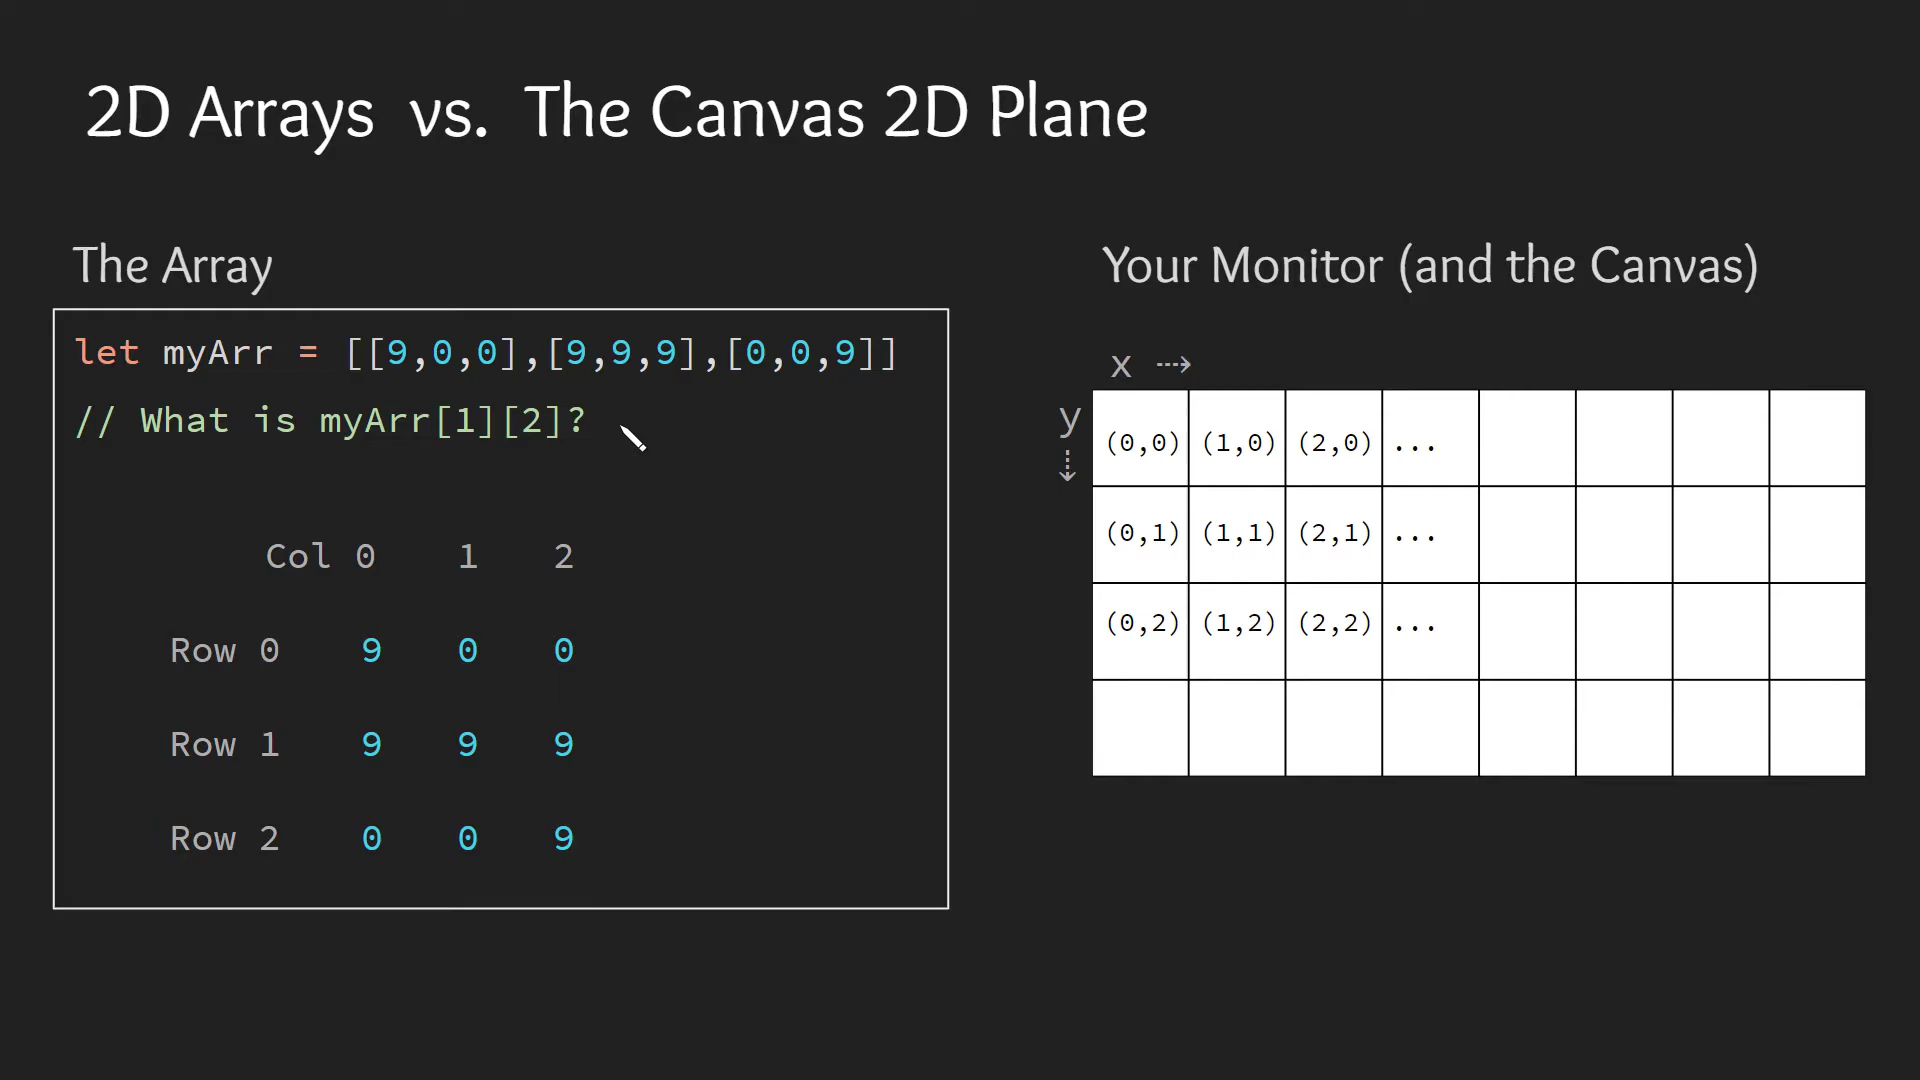 2D Arrays vs. The Canvas 2D Plane
The Array
let myArr = [[9,0,0],[9,9,9],[0,0,9]]
// What is myArr[1][2]?
Col 0 1 2
Row 0 9 0 0
Row 1 9 9 9
Row 2 0 0 9
Your Monitor (and the Canvas)
x ⇢
y
⇣
(0,0) (1,0) (2,0) ...
(0,1) (1,1) (2,1) ...
(0,2) (1,2) (2,2) ...